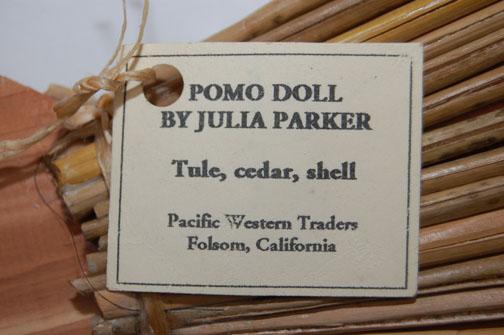 POMO DOLL
BY JULIA PARKER
Tule, cedar, shell
Pacific Western Traders
Folsom, California